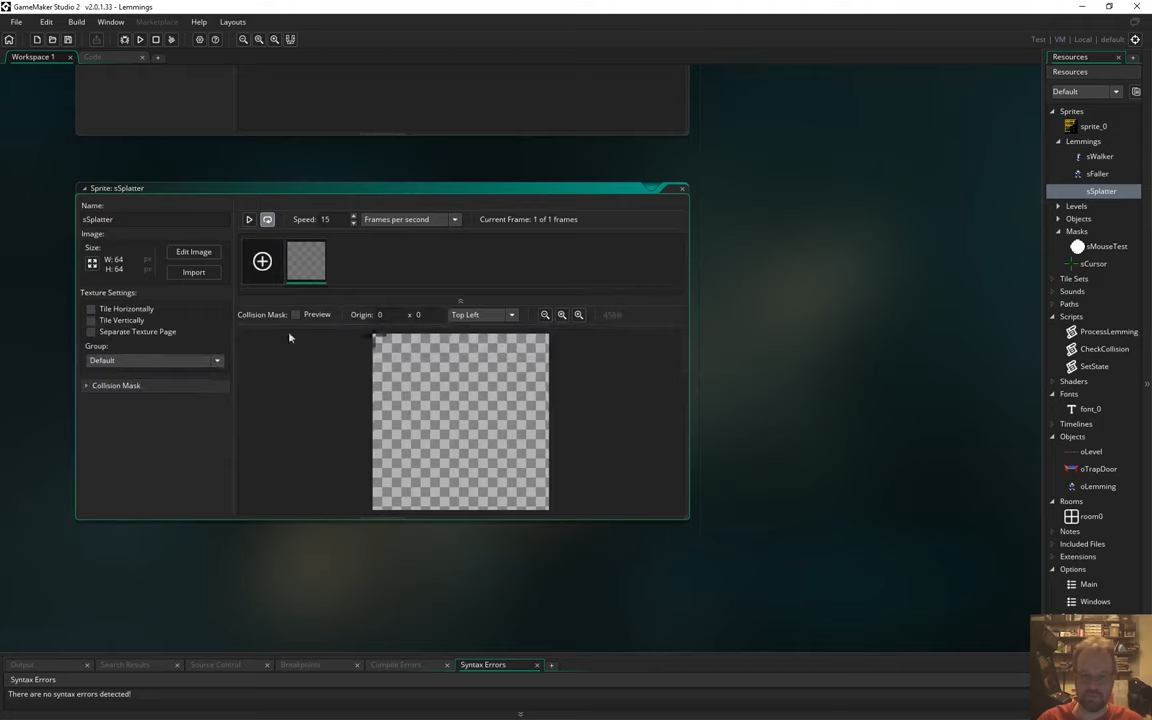 GameMaker Studio 2 v2.0.1.33 - Lemmings
File Edit Build Window Marketplace Help Layouts
Test | VM | Local | default
Workspace 1 Code
Resources
Resources
Default
Sprites
sprite_0
Lemmings
sWalker
sFaller
sSplatter
Levels
Objects
Masks
sMouseTest
sCursor
Tile Sets
Sounds
Paths
Scripts
ProcessLemming
CheckCollision
SetState
Shaders
Fonts
font_0
Timelines
Objects
oLevel
oTrapDoor
oLemming
Rooms
room0
Notes
Included Files
Extensions
Options
Main
Windows
Sprite: sSplatter
Name:
sSplatter
Image:
Size:
W: 64 px
H: 64 px
Edit Image
Import
Texture Settings:
Tile Horizontally
Tile Vertically
Separate Texture Page
Group:
Default
Collision Mask
Speed: 15 Frames per second Current Frame: 1 of 1 frames
Collision Mask: Preview Origin: 0 x 0 Top Left
Output Search Results Source Control Breakpoints Compile Errors Syntax Errors
Syntax Errors
There are no syntax errors detected!